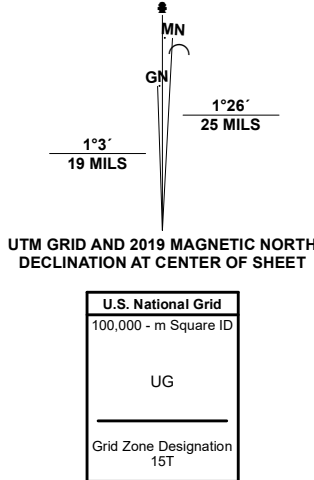 MN
GN
1°26´
25 MILS
1°3´
19 MILS
UTM GRID AND 2019 MAGNETIC NORTH
DECLINATION AT CENTER OF SHEET
U.S. National Grid
100,000 - m Square ID
UG
Grid Zone Designation
15T